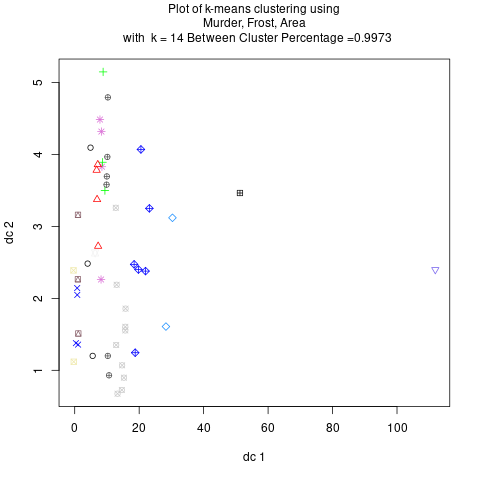 Plot of k-means clustering using
Murder, Frost, Area
with k = 14 Between Cluster Percentage =0.9973
5
4
3
2
1
dc 2
0 20 40 60 80 100
dc 1